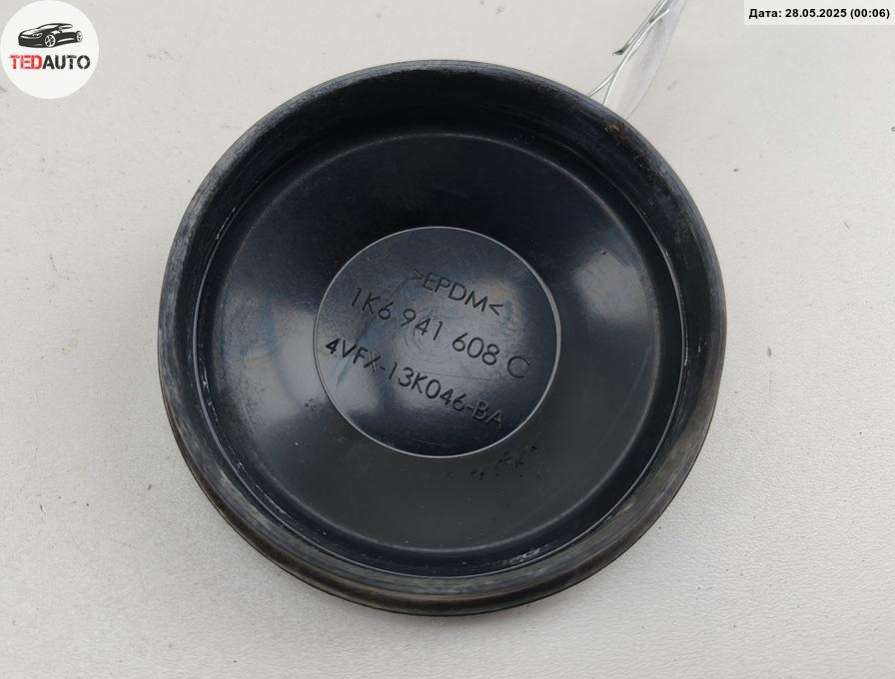 TEDAUTO
Дата: 28.05.2025 (00:06)
>EPDM<
1K6 941 608 C
4VFX-13K046-BA